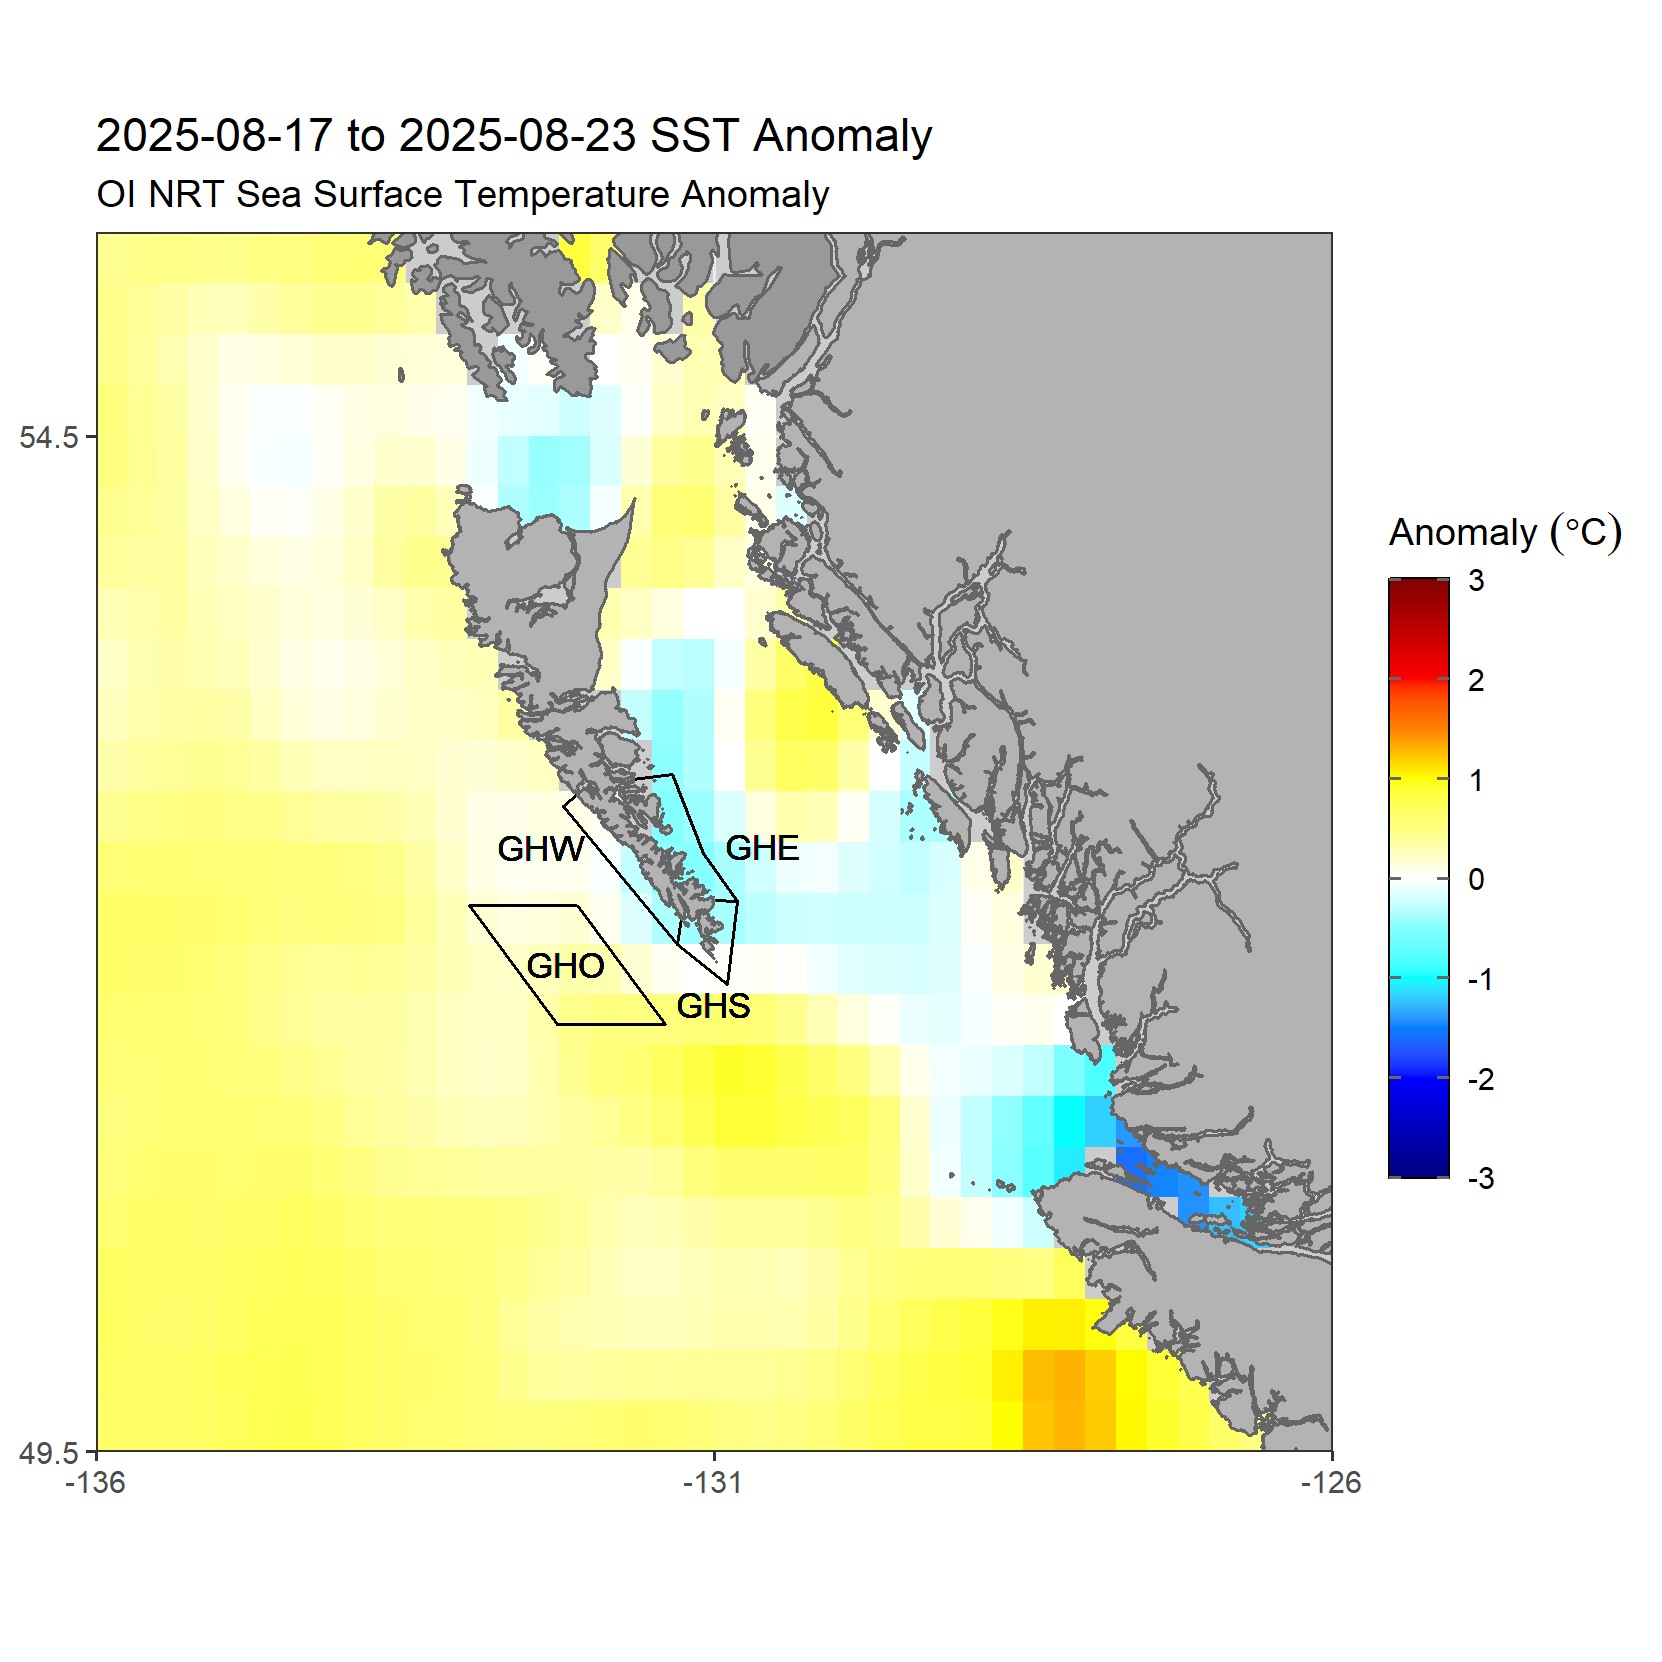 2025-08-17 to 2025-08-23 SST Anomaly
OI NRT Sea Surface Temperature Anomaly
54.5
49.5
-136
-131
-126
GHW
GHE
GHO
GHS
Anomaly (°C)
3
2
1
0
-1
-2
-3